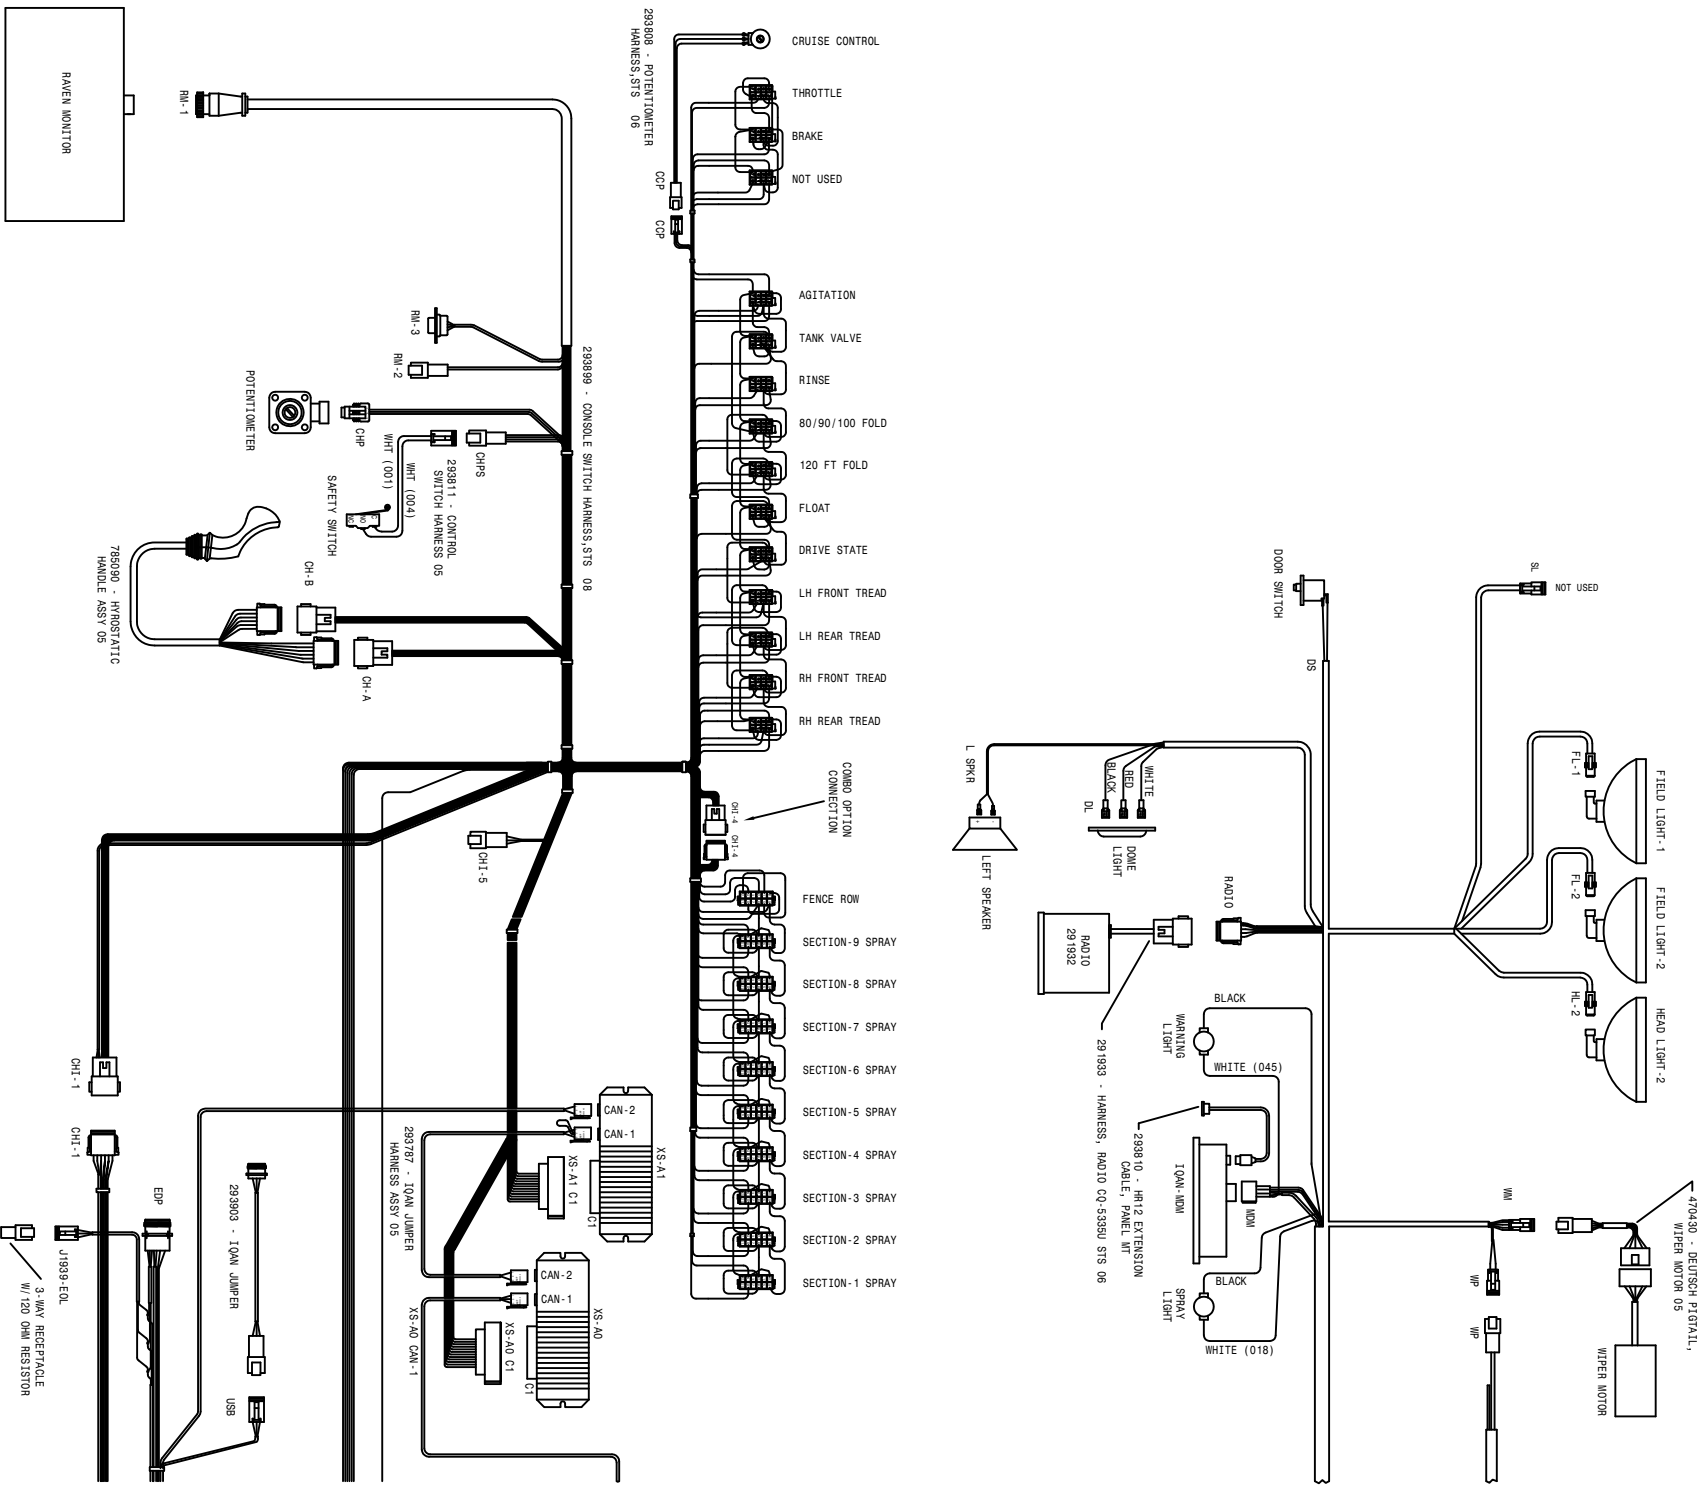 RAVEN MONITOR
RM-1
293808 - POTENTIOMETER
HARNESS,STS 06
CCP
CCP
CRUISE CONTROL
THROTTLE
BRAKE
NOT USED
AGITATION
TANK VALVE
RINSE
80/90/100 FOLD
120 FT FOLD
FLOAT
DRIVE STATE
LH FRONT TREAD
LH REAR TREAD
RH FRONT TREAD
RH REAR TREAD
RM-3
RM-2
POTENTIOMETER
CHP
CHPS
WHT (001)
WHT (004)
293811 - CONTROL
SWITCH HARNESS 05
SAFETY SWITCH
C
NO
NC
293899 - CONSOLE SWITCH HARNESS,STS 08
785090 - HYROSTATIC
HANDLE ASSY 05
CH-B
CH-A
COMBO OPTION
CONNECTION
CHI-4
CHI-4
CHI-5
FENCE ROW
SECTION-9 SPRAY
SECTION-8 SPRAY
SECTION-7 SPRAY
SECTION-6 SPRAY
SECTION-5 SPRAY
SECTION-4 SPRAY
SECTION-3 SPRAY
SECTION-2 SPRAY
SECTION-1 SPRAY
CHI-1
CHI-1
CAN-2
CAN-1
XS-A1
XS-A1 C1
C1
293787 - IQAN JUMPER
HARNESS ASSY 05
CAN-2
CAN-1
XS-A0
XS-A0 C1
C1
XS-A0 CAN-1
EDP
293903 - IQAN JUMPER
USB
J1939-EOL
3-WAY RECEPTACLE
W/120 OHM RESISTOR
DOOR SWITCH
DS
SL
NOT USED
FL-1
FIELD LIGHT-1
FL-2
FIELD LIGHT-2
HL-2
HEAD LIGHT-2
L SPKR
+
-
LEFT SPEAKER
BLACK
RED
WHITE
DL
DOME
LIGHT
RADIO
RADIO
291932
291933 - HARNESS, RADIO CQ-5335U STS 06
BLACK
WARNING
LIGHT
WHITE (045)
293810 - HR12 EXTENSION
CABLE, PANEL MT
IQAN-MDM
MDM
BLACK
SPRAY
LIGHT
WHITE (018)
WM
WP
WP
470430 - DEUTSCH PIGTAIL,
WIPER MOTOR 05
WIPER MOTOR